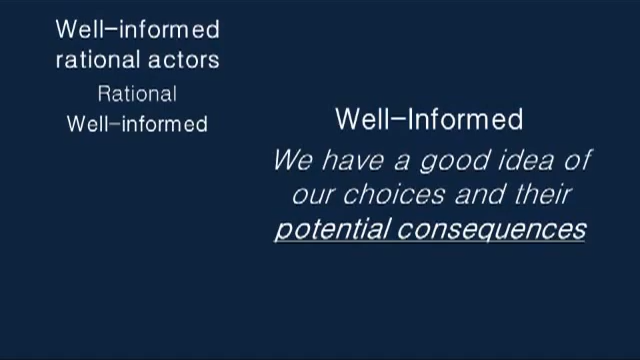 Well-informed
rational actors
Rational
Well-informed
Well-Informed
We have a good idea of
our choices and their
potential consequences